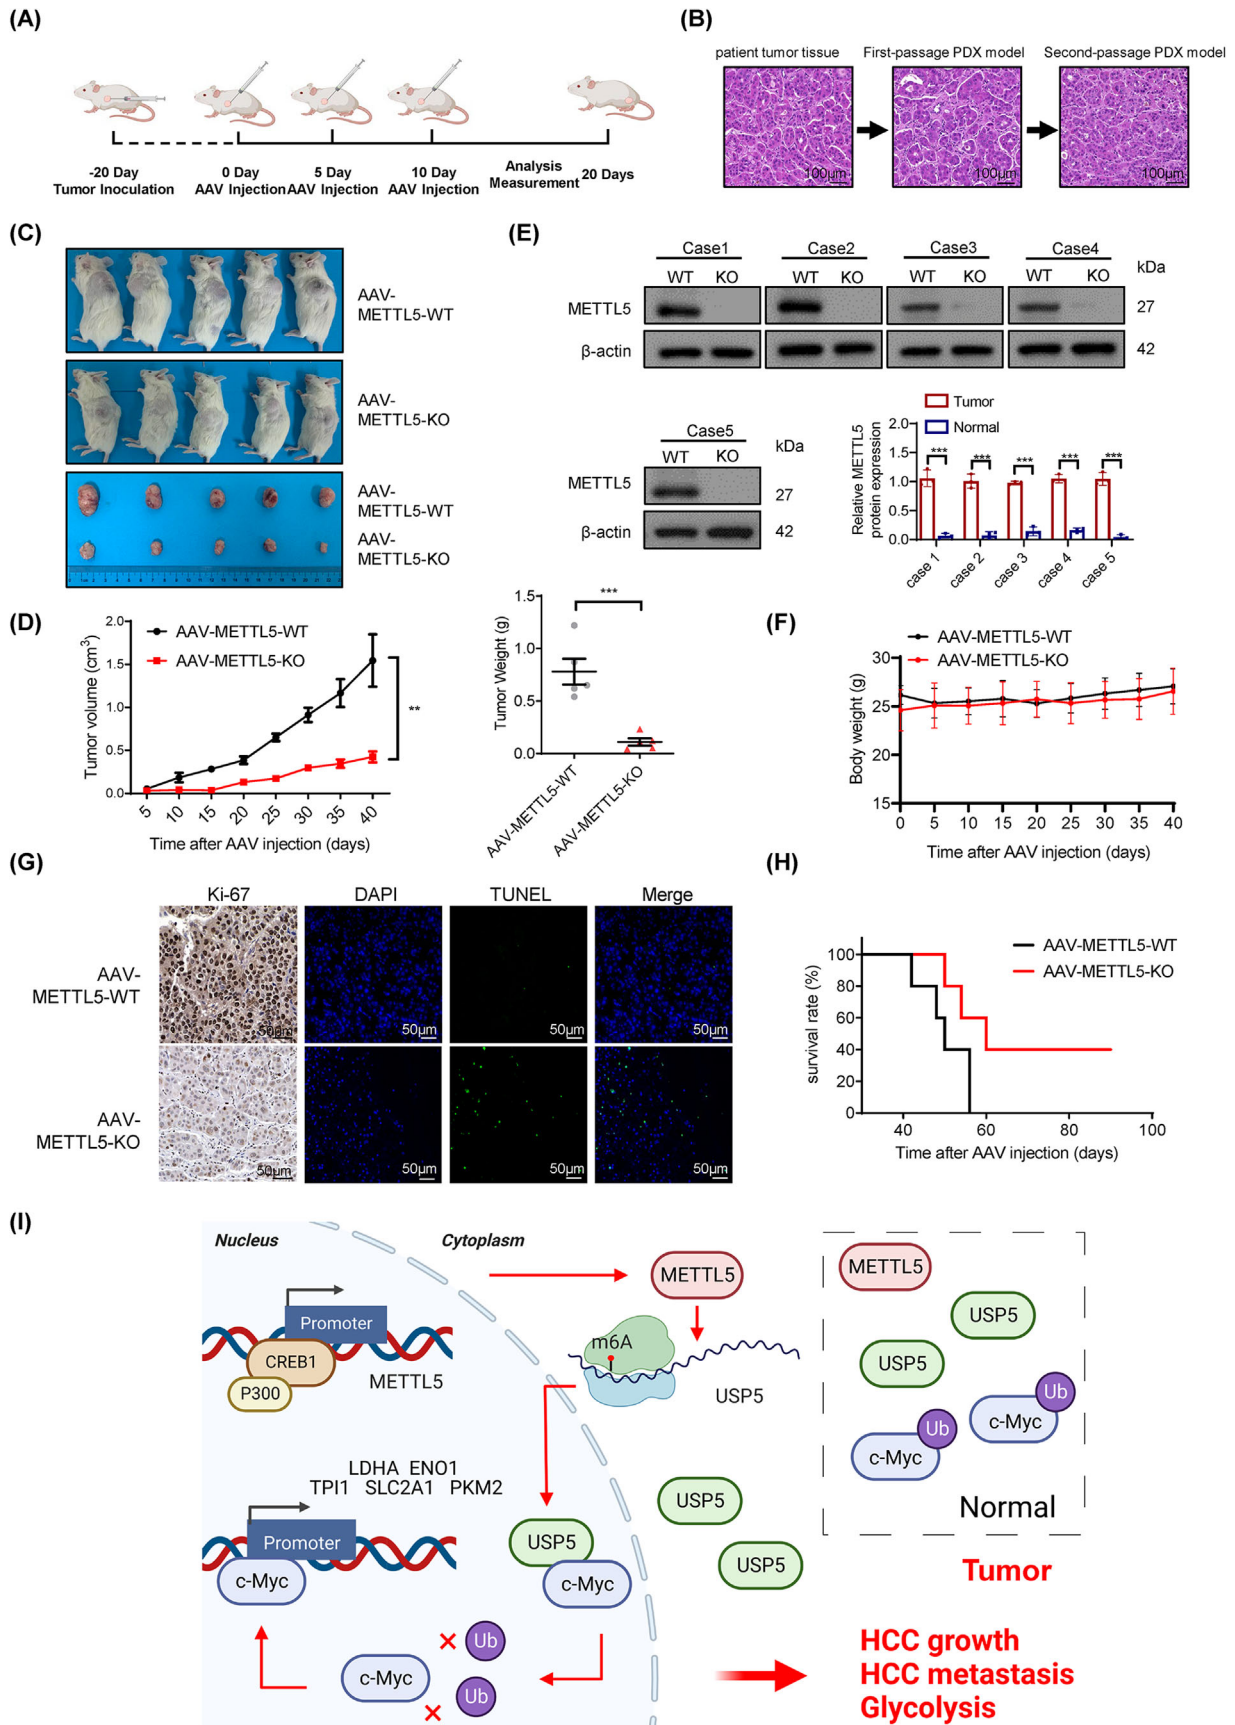 (A)
-20 Day
Tumor Inoculation
0 Day
AAV Injection
5 Day
AAV Injection
10 Day
AAV Injection
Analysis
Measurement
20 Days
(B)
patient tumor tissue
First-passage PDX model
Second-passage PDX model
100μm
100μm
100μm
(C)
AAV-
METTL5-WT
AAV-
METTL5-KO
AAV-
METTL5-WT
AAV-
METTL5-KO
(E)
Case1 Case2 Case3 Case4
WT KO WT KO WT KO WT KO
kDa
METTL5
27
β-actin
42
Case5
WT KO
kDa
METTL5
27
β-actin
42
Tumor
Normal
Relative METTL5
protein expression
2.0
1.5
1.0
0.5
0.0
*** *** *** *** ***
case 1 case 2 case 3 case 4 case 5
(D)
Tumor volume (cm3)
2.0
1.5
1.0
0.5
0.0
AAV-METTL5-WT
AAV-METTL5-KO
**
5 10 15 20 25 30 35 40
Time after AAV injection (days)
Tumor Weight (g)
1.5
1.0
0.5
0.0
***
AAV-METTL5-WT
AAV-METTL5-KO
(F)
AAV-METTL5-WT
AAV-METTL5-KO
Body weight (g)
30
25
20
15
0 5 10 15 20 25 30 35 40
Time after AAV injection (days)
(G)
Ki-67 DAPI TUNEL Merge
AAV-
METTL5-WT
50μm 50μm 50μm 50μm
AAV-
METTL5-KO
50μm 50μm 50μm 50μm
(H)
AAV-METTL5-WT
AAV-METTL5-KO
survival rate (%)
100
80
60
40
20
0
40 60 80 100
Time after AAV injection (days)
(I)
Nucleus
Cytoplasm
Promoter
CREB1
P300
METTL5
METTL5
m6A
USP5
LDHA ENO1
TPI1 SLC2A1 PKM2
Promoter
c-Myc
USP5
c-Myc
USP5
USP5
Ub
c-Myc
Ub
METTL5
USP5
USP5
Ub
c-Myc
Ub
c-Myc
Normal
Tumor
HCC growth
HCC metastasis
Glycolysis